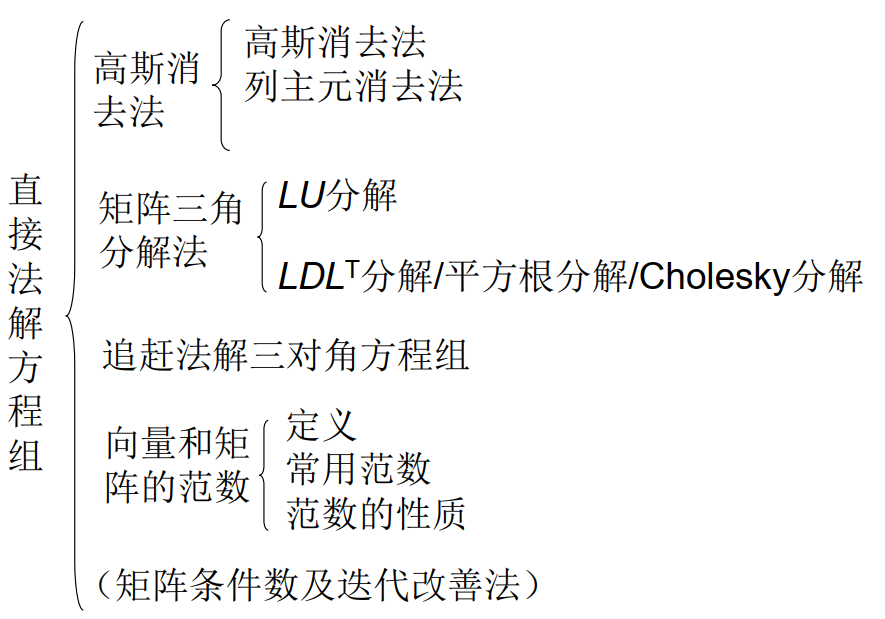 直接法解方程组
高斯消
去法
高斯消去法
列主元消去法
矩阵三角
分解法
LU分解
LDLᵀ分解/平方根分解/Cholesky分解
追赶法解三对角方程组
向量和矩
阵的范数
定义
常用范数
范数的性质
（矩阵条件数及迭代改善法）